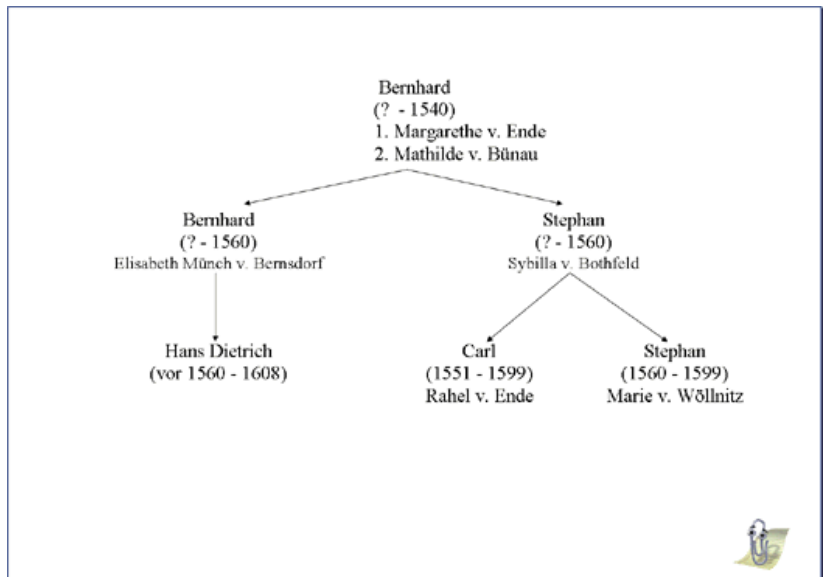 Bernhard
(? - 1540)
1. Margarethe v. Ende
2. Mathilde v. Bünau
Bernhard
(? - 1560)
Elisabeth Münch v. Bernsdorf
Stephan
(? - 1560)
Sybilla v. Bothfeld
Hans Dietrich
(vor 1560 - 1608)
Carl
(1551 - 1599)
Rahel v. Ende
Stephan
(1560 - 1599)
Marie v. Wöllnitz